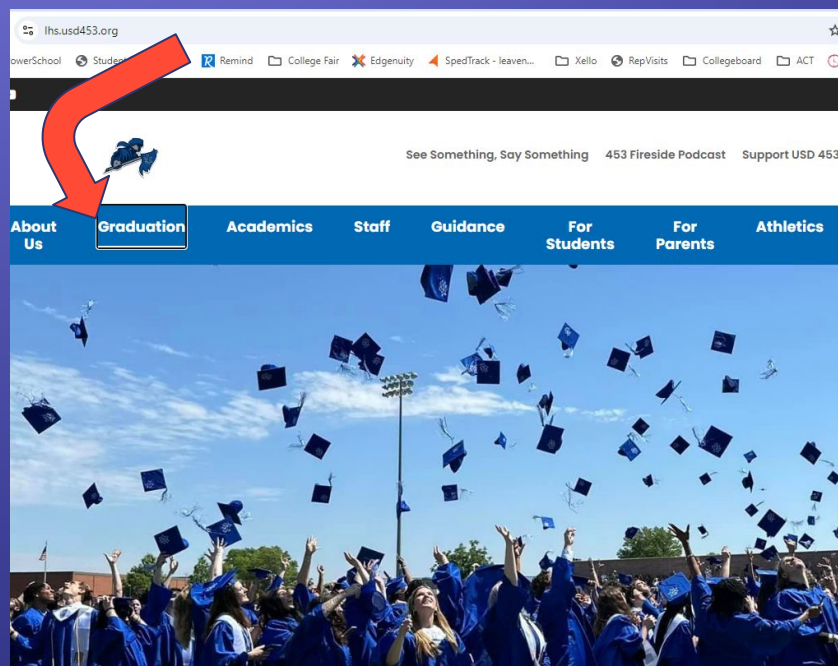 lhs.usd453.org
owerSchool Student Remind College Fair Edgenuity SpedTrack - leaven... Xello RepVisits Collegeboard ACT
See Something, Say Something 453 Fireside Podcast Support USD 453
About Us Graduation Academics Staff Guidance For Students For Parents Athletics